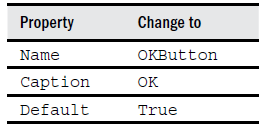 Property Change to
Name OKButton
Caption OK
Default True